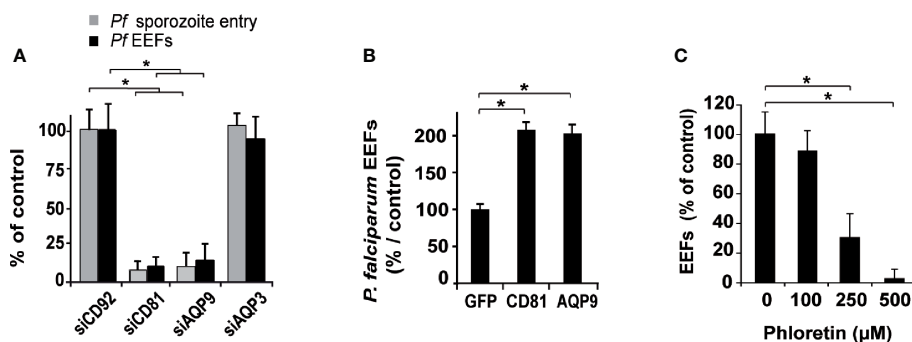 Pf sporozoite entry
Pf EEFs
A
*
*
% of control
100
75
50
25
0
siCD92
siCD81
siAQP9
siAQP3
B
*
*
P. falciparum EEFs
(% / control)
200
150
100
50
0
GFP CD81 AQP9
C
*
*
EEFs (% of control)
120
100
80
60
40
20
0
0 100 250 500
Phloretin (µM)